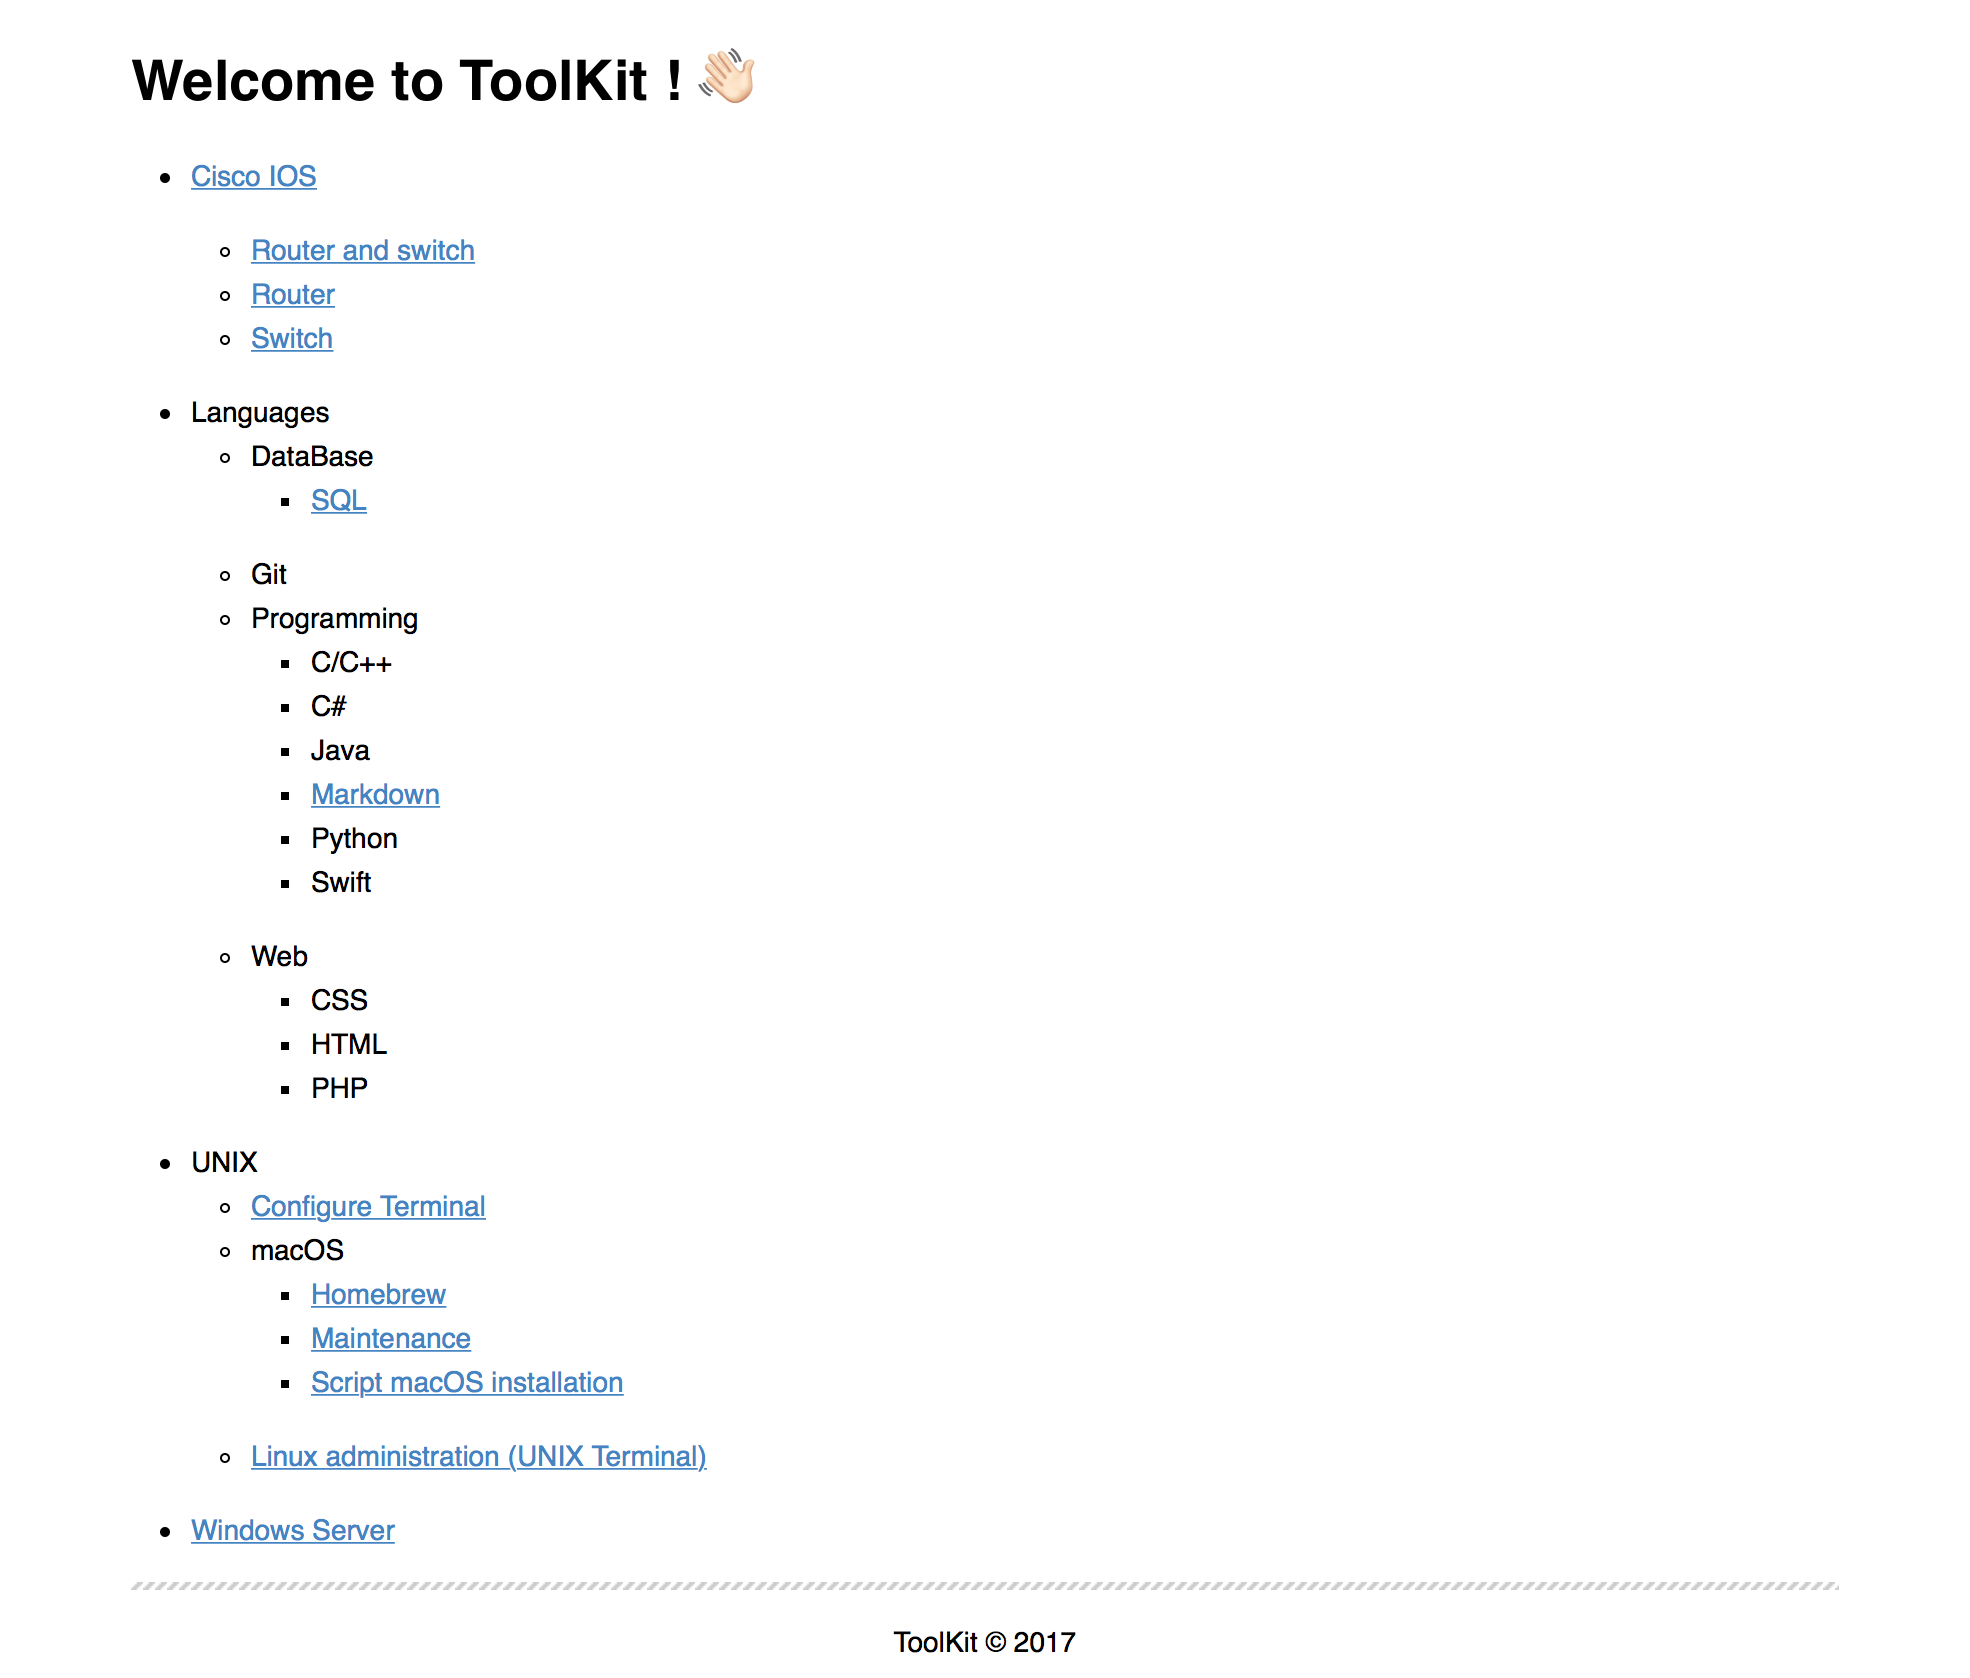 Welcome to ToolKit ! 👋🏻
Cisco IOS
Router and switch
Router
Switch
Languages
DataBase
SQL
Git
Programming
C/C++
C#
Java
Markdown
Python
Swift
Web
CSS
HTML
PHP
UNIX
Configure Terminal
macOS
Homebrew
Maintenance
Script macOS installation
Linux administration (UNIX Terminal)
Windows Server
ToolKit © 2017